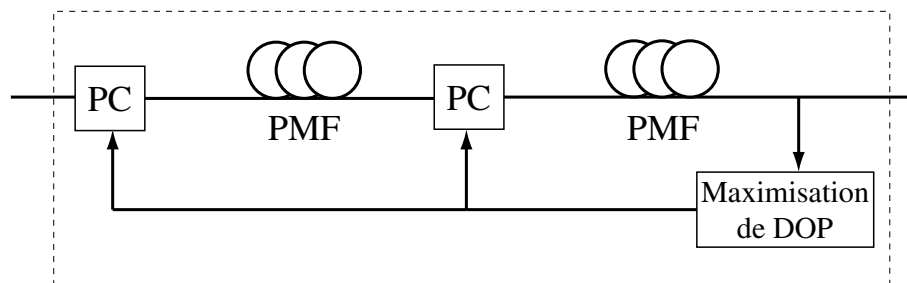 PC
PMF
PC
PMF
Maximisation
de DOP